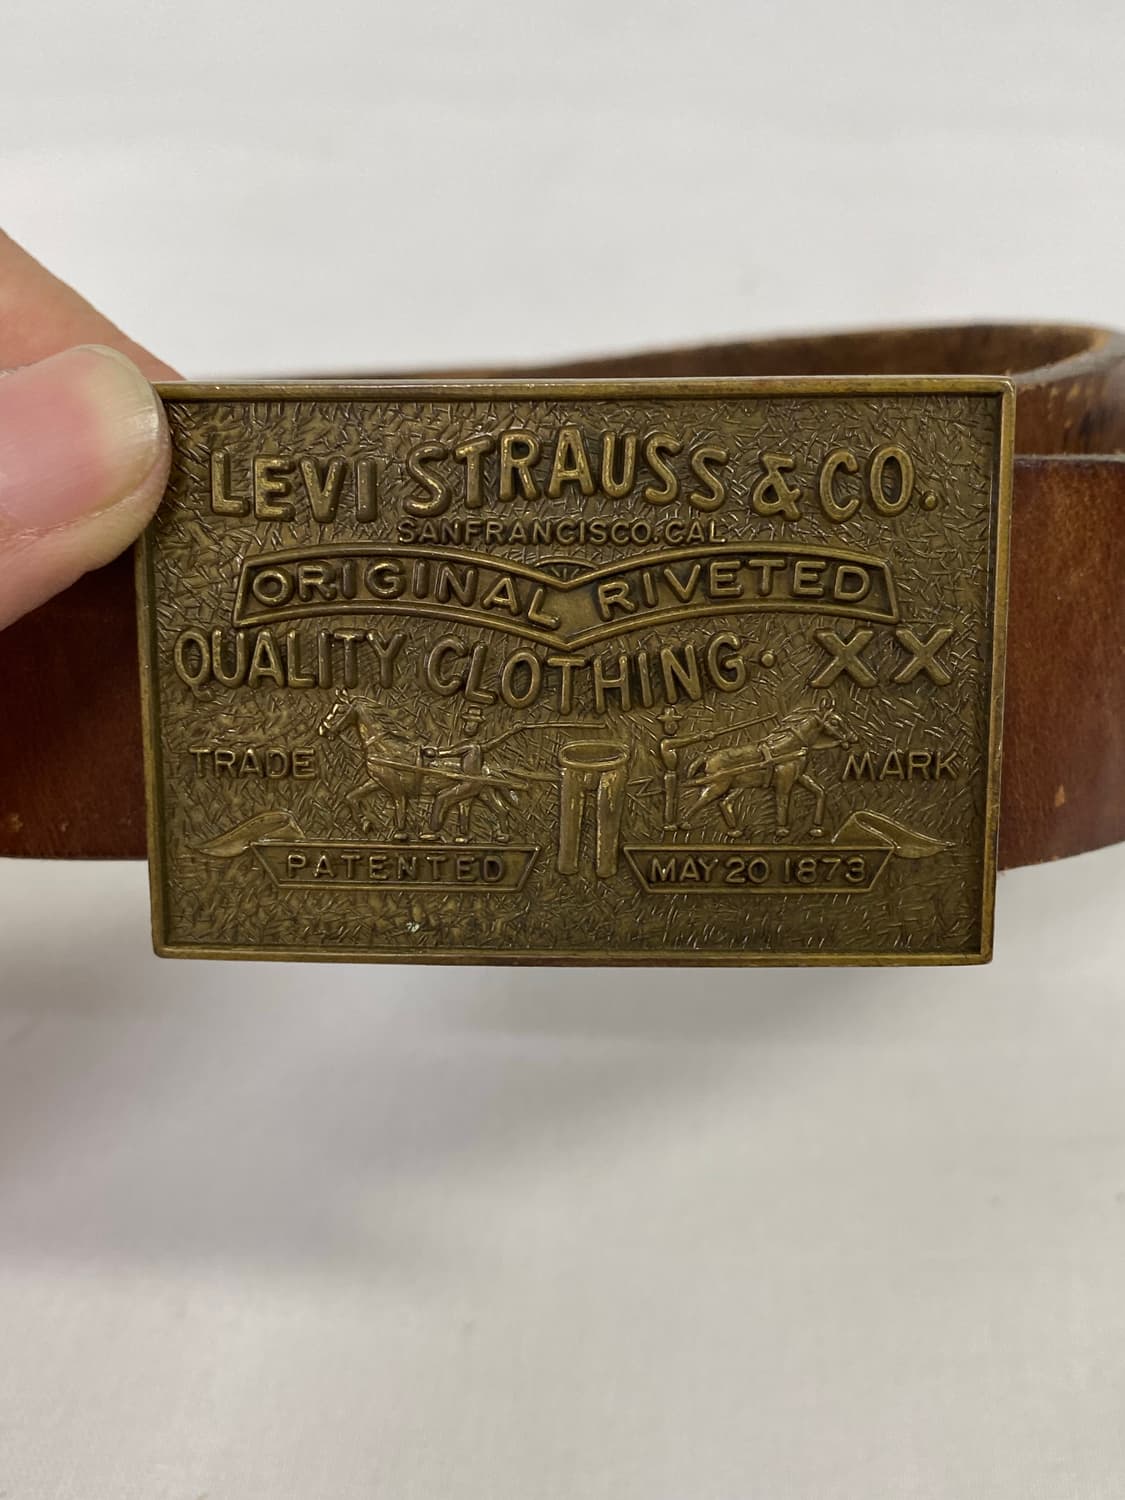 LEVI STRAUSS & CO.
SANFRANCISCO. CAL
ORIGINAL RIVETED
QUALITY CLOTHING. XX
TRADE MARK
PATENTED MAY 20 1873